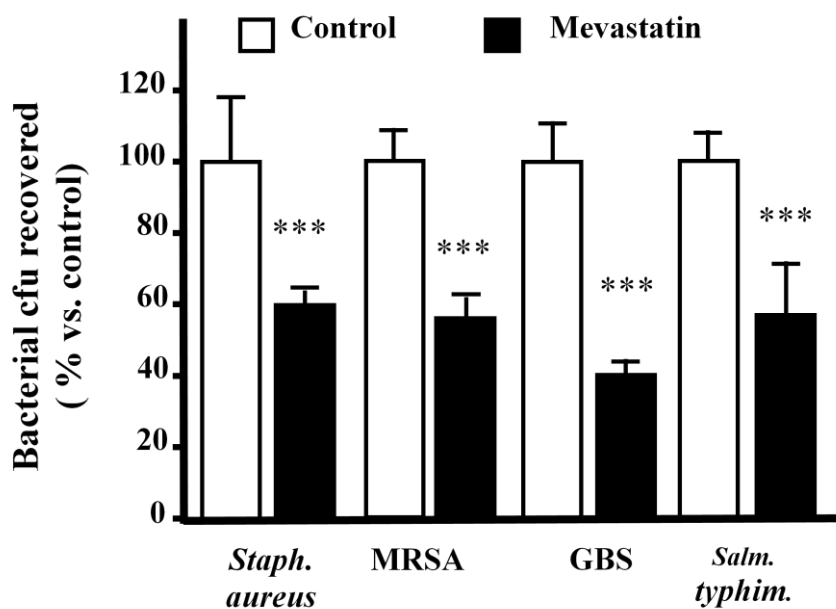 Control Mevastatin
Bacterial cfu recovered
( % vs. control)
120
100
80
60
40
20
0
***
***
***
***
Staph. aureus
MRSA
GBS
Salm. typhim.